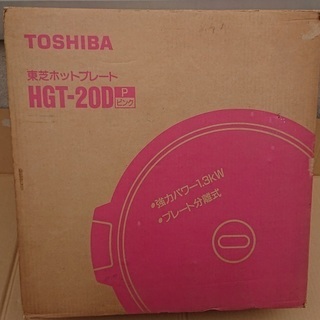 TOSHIBA
東芝ホットプレート
HGT-20D P ピンク
•強力パワー1.3kW
•プレート分離式